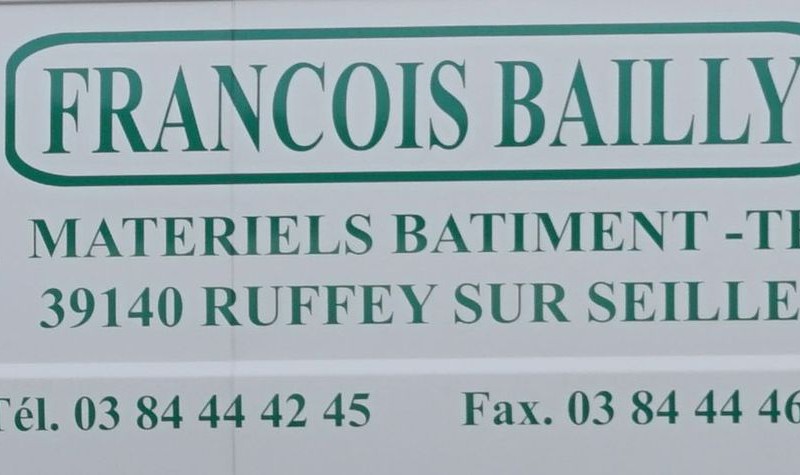 FRANCOIS BAILLY
MATERIELS BATIMENT
39140 RUFFEY SUR SEILLE
Tél. 03 84 44 42 45 Fax. 03 84 44 46